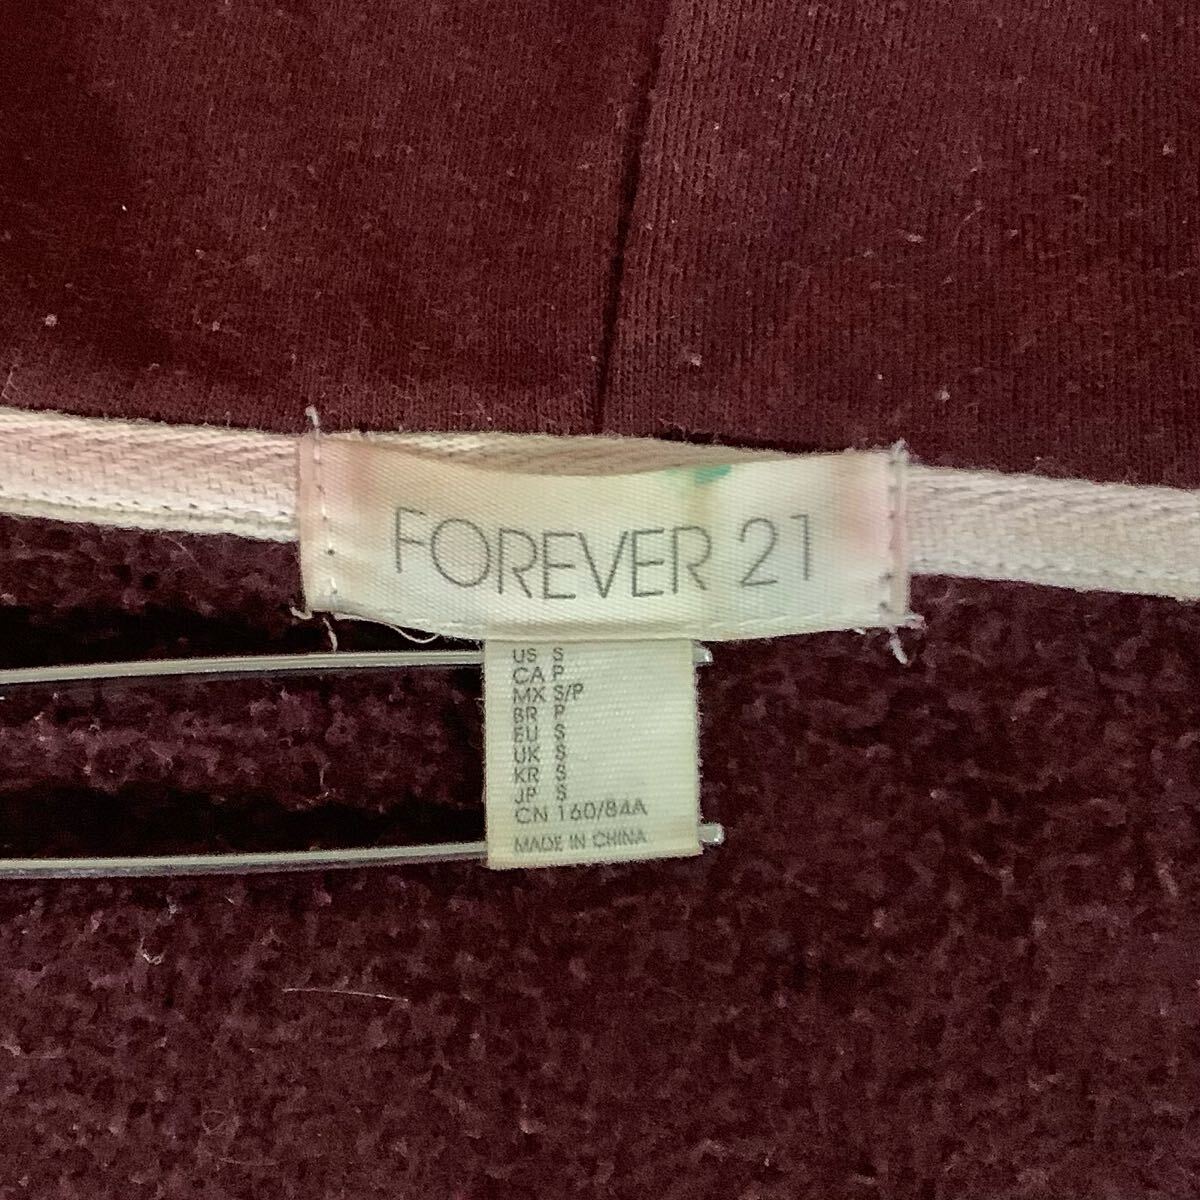 FOREVER 21
US S
CA P
MX S/P
BR P
EU S
UK S
KR S
JP S
CN 160/84A
MADE IN CHINA